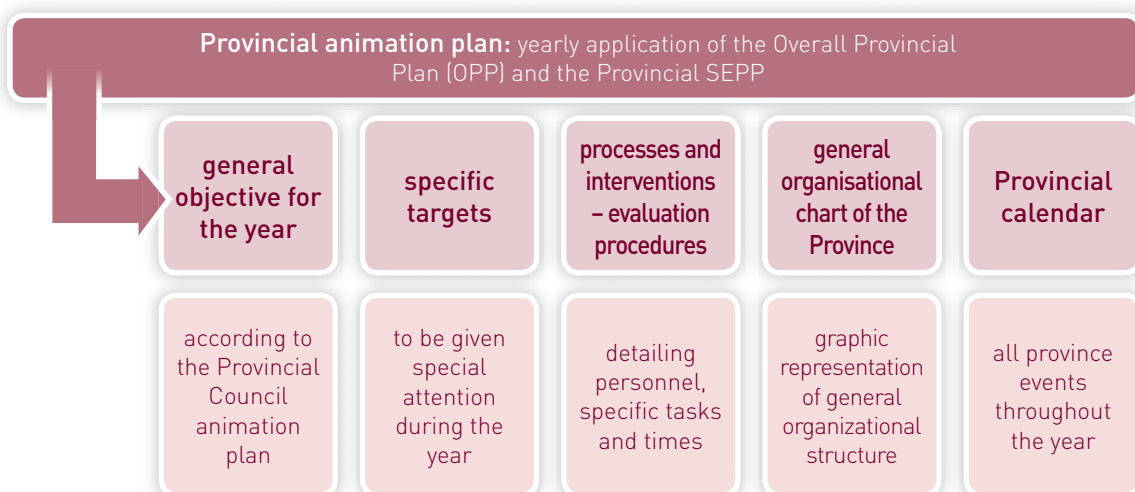 Provincial animation plan: yearly application of the Overall Provincial
Plan (OPP) and the Provincial SEPP
general
objective for
the year
specific
targets
processes and
interventions
– evaluation
procedures
general
organisational
chart of the
Province
Provincial
calendar
according to
the Provincial
Council
animation
plan
to be given
special
attention
during the
year
detailing
personnel,
specific tasks
and times
graphic
representation
of general
organizational
structure
all province
events
throughout
the year